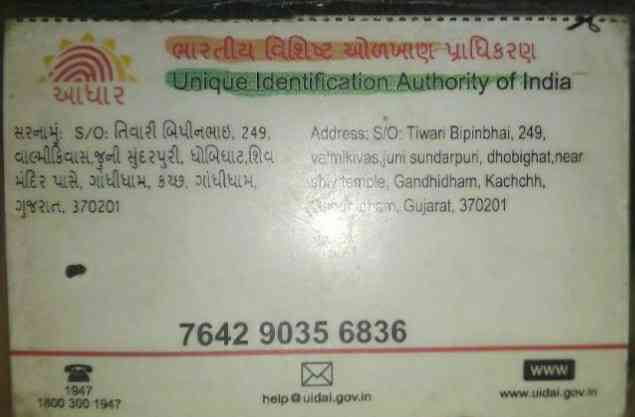 ભારતીય વિશિષ્ટ ઓળખાણ પ્રાધિકરણ
Unique Identification Authority of India
આધાર
સરનામું: S/O: તિવારી બિપીનભાઇ, 249,
વાલ્મીકિવાસ,જુની સુંદરપુરી, ધોબિઘાટ,શિવ
મંદિર પાસે, ગાંધીધામ, કચ્છ, ગાંધીધામ,
ગુજરાત, 370201
Address: S/O: Tiwari Bipinbhai, 249,
valmikivas,juni sundarpuri, dhobighat,near
temple, Gandhidham, Kachchh,
Gujarat, 370201
7642 9035 6836
1947
1800 300 1947
help@uidai.gov.in
www
www.uidai.gov.in